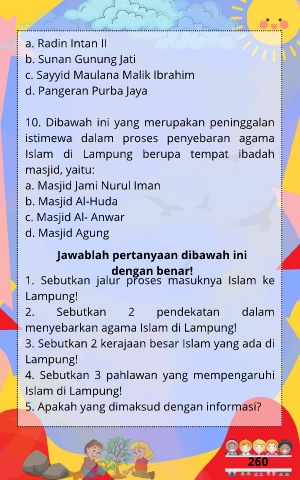 a. Radin Intan II
b. Sunan Gunung Jati
c. Sayyid Maulana Malik Ibrahim
d. Pangeran Purba Jaya
10. Dibawah ini yang merupakan peninggalan
istimewa dalam proses penyebaran agama
Islam di Lampung berupa tempat ibadah
masjid, yaitu:
a. Masjid Jami Nurul Iman
b. Masjid Al-Huda
c. Masjid Al- Anwar
d. Masjid Agung
Jawablah pertanyaan dibawah ini
dengan benar!
1. Sebutkan jalur proses masuknya Islam ke
Lampung!
2. Sebutkan 2 pendekatan dalam
menyebarkan agama Islam di Lampung!
3. Sebutkan 2 kerajaan besar Islam yang ada di
Lampung!
4. Sebutkan 3 pahlawan yang mempengaruhi
Islam di Lampung!
5. Apakah yang dimaksud dengan informasi?
260